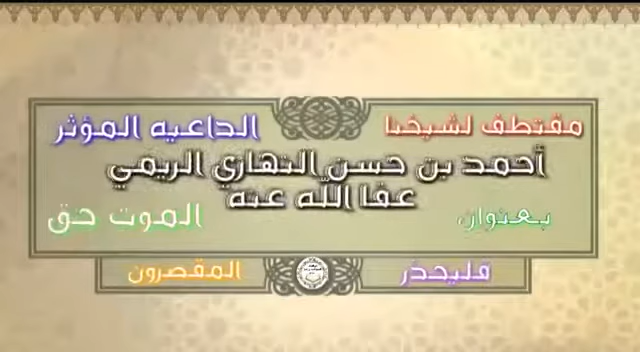 مقتطف لشيخنا الداعيه المؤثر
أحمد بن حسن النهاري الريمي
عفا الله عنه
بعنوان، الموت حق
فليحذر المقصرون